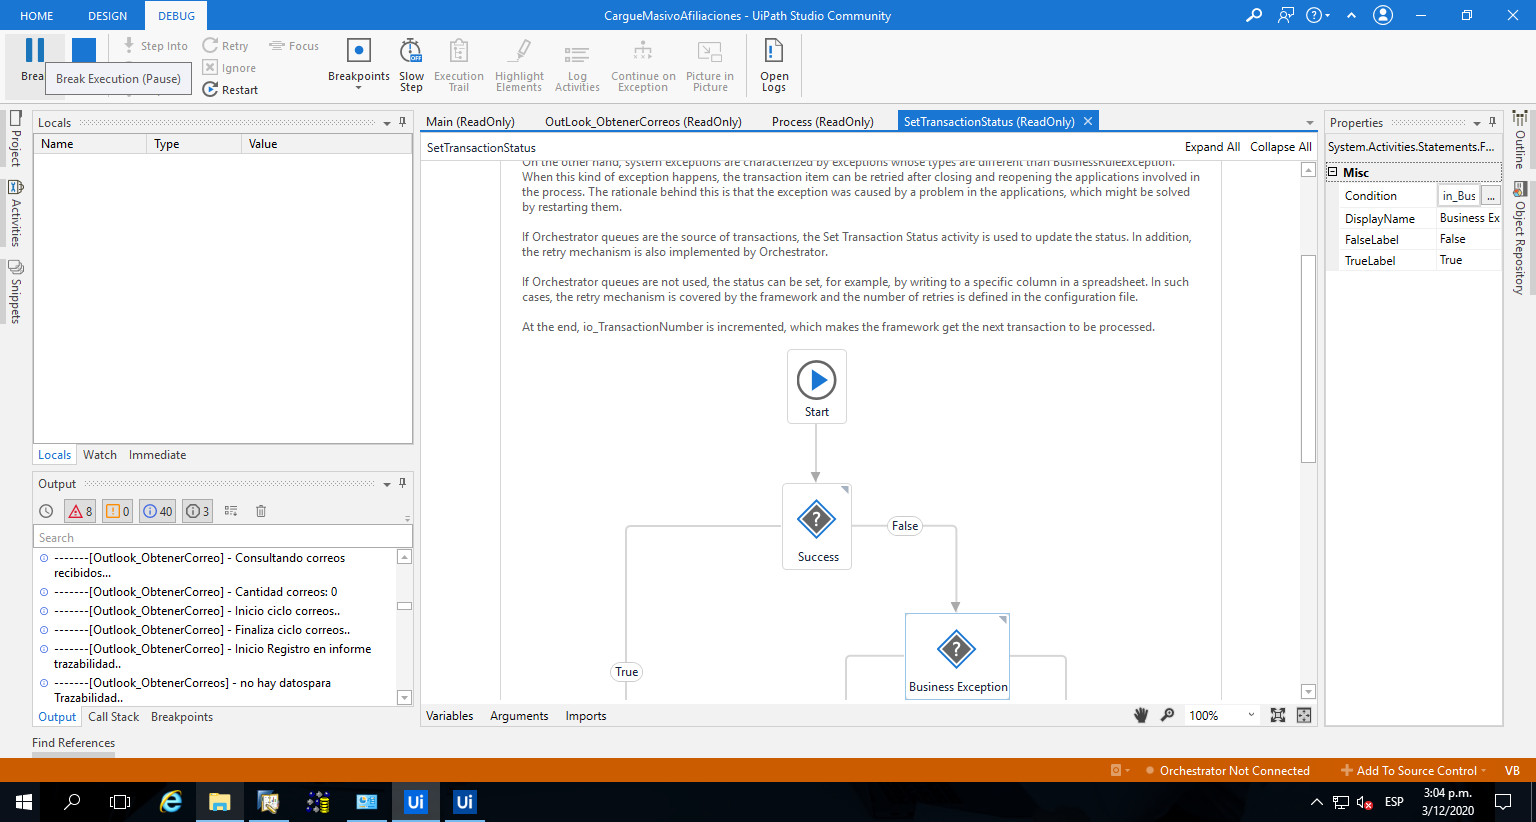 HOME DESIGN DEBUG CargueMasivoAfiliaciones - UiPath Studio Community
Step Into Retry Focus
Break Ignore
Break Execution (Pause)
Restart
Breakpoints
Slow Step
Execution Trail
Highlight Elements
Log Activities
Continue on Exception
Picture in Picture
Open Logs
Project
Activities
Snippets
Locals
Name Type Value
Locals Watch Immediate
Output
8 0 40 3
Search
-------[Outlook_ObtenerCorreo] - Consultando correos
recibidos...
-------[Outlook_ObtenerCorreo] - Cantidad correos: 0
-------[Outlook_ObtenerCorreo] - Inicio ciclo correos..
-------[Outlook_ObtenerCorreo] - Finaliza ciclo correos..
-------[Outlook_ObtenerCorreo] - Inicio Registro en informe
trazabilidad..
-------[Outlook_ObtenerCorreos] - no hay datospara
Trazabilidad..
Output Call Stack Breakpoints
Find References
Main (ReadOnly) OutLook_ObtenerCorreos (ReadOnly) Process (ReadOnly) SetTransactionStatus (ReadOnly)
SetTransactionStatus Expand All Collapse All
On the other hand, system exceptions are characterized by exceptions whose types are different than BusinessRuleException.
When this kind of exception happens, the transaction item can be retried after closing and reopening the applications involved in
the process. The rationale behind this is that the exception was caused by a problem in the applications, which might be solved
by restarting them.
If Orchestrator queues are the source of transactions, the Set Transaction Status activity is used to update the status. In addition,
the retry mechanism is also implemented by Orchestrator.
If Orchestrator queues are not used, the status can be set, for example, by writing to a specific column in a spreadsheet. In such
cases, the retry mechanism is covered by the framework and the number of retries is defined in the configuration file.
At the end, io_TransactionNumber is incremented, which makes the framework get the next transaction to be processed.
Start
False
Success
True
Business Exception
Variables Arguments Imports 100%
Properties
System.Activities.Statements.F...
Misc
Condition in_Bus ...
DisplayName Business Ex
FalseLabel False
TrueLabel True
Outline
Object Repository
Orchestrator Not Connected Add To Source Control VB
Ui Ui ESP
3:04 p.m.
3/12/2020